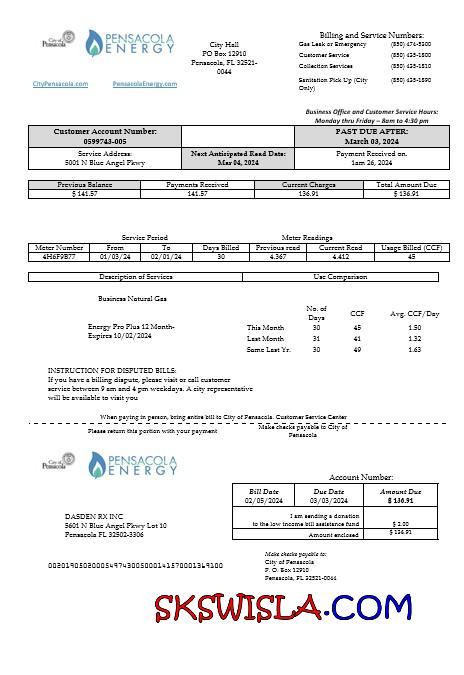 City of
Pensacola
PENSACOLA
ENERGY
CityPensacola.com
PensacolaEnergy.com
City Hall
PO Box 12910
Pensacola, FL 32521-
0044
Billing and Service Numbers:
Gas Leak or Emergency (850) 474-5300
Customer Service (850) 435-1800
Collection Services (850) 435-1810
Sanitation Pick Up (City (850) 435-1890
Only)
Business Office and Customer Service Hours:
Monday thru Friday – 8am to 4:30 pm
Customer Account Number:
0599743-005
PAST DUE AFTER:
March 03, 2024
Service Address:
5001 N Blue Angel Pkwy
Next Anticipated Read Date:
Mar 04, 2024
Payment Received on.
1am 26, 2024
Previous Balance Payments Received Current Charges Total Amount Due
$ 141.57 141.57 136.91 $ 136.91
Service Period Meter Readings
Meter Number From To Days Billed Previous read Current Read Usage Billed (CCF)
4H6F9B77 01/03/24 02/01/24 30 4.367 4.412 45
Description of Services Use Comparison
Business Natural Gas
Energy Pro Plus 12 Month-
Expires 10/02/2024
No. of
Days CCF Avg. CCF/Day
This Month 30 45 1.50
Last Month 31 41 1.32
Same Last Yr. 30 49 1.63
INSTRUCTION FOR DISPUTED BILLS:
If you have a billing dispute, please visit or call customer
service between 9 am and 4 pm weekdays. A city representative
will be available to visit you
When paying in person, bring entire bill to City of Pensacola. Customer Service Center
Please return this portion with your payment
Make checks payable to City of
Pensacola
City of
Pensacola
PENSACOLA
ENERGY
Account Number:
Bill Date Due Date Amount Due
02/05/2024 03/03/2024 $ 136.91
I am sending a donation
to the low income bill assistance fund $ 2.00
Amount enclosed $ 136.91
DASDEN RX INC
5601 N Blue Angel Pkwy Lot 10
Pensacola FL 32502-3306
Make checks payable to:
City of Pensacola
P. O. Box 12910
Pensacola, FL 32521-0044
SKSWISLA.COM